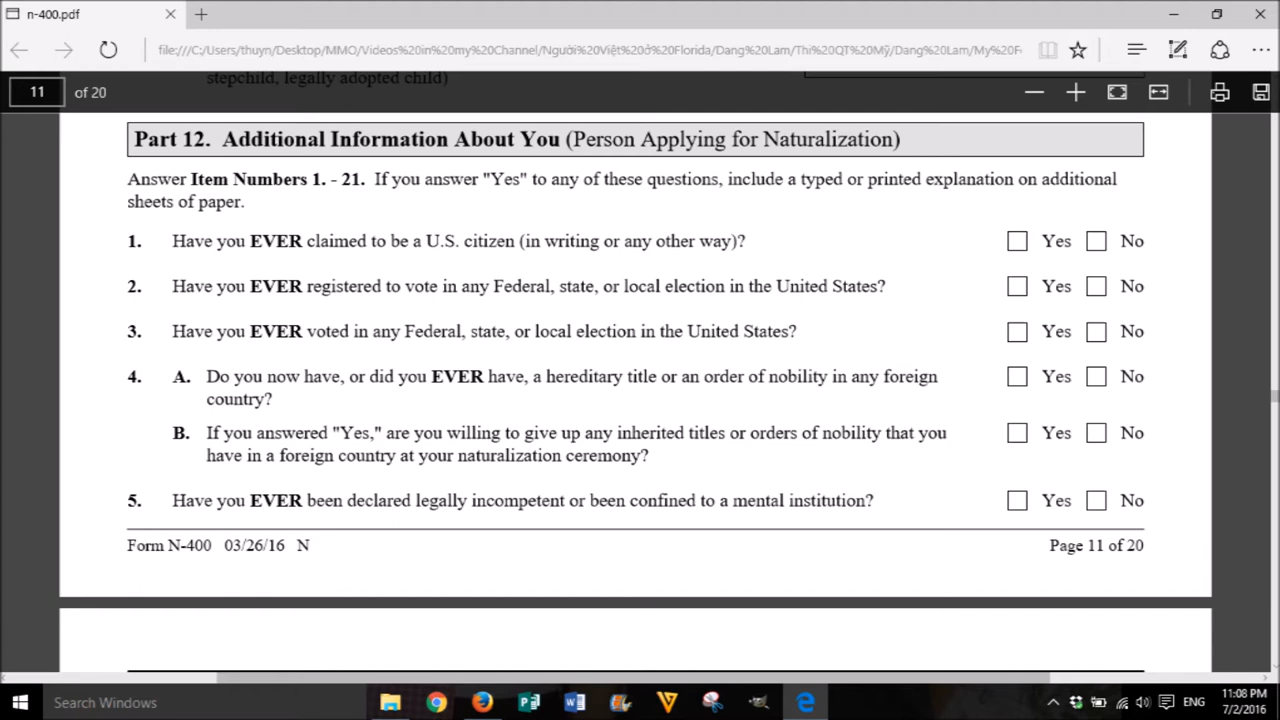 n-400.pdf
file:///C:/Users/thuyn/Desktop/MMO/Videos%20in%20my%20Channel/Người%20Việt%20ở%20Florida/Dang%20Lam/Thi%20QT%20Mỹ/Dang%20Lam/My%20F
stepchild, legally adopted child)
11 of 20
Part 12. Additional Information About You (Person Applying for Naturalization)
Answer Item Numbers 1. - 21. If you answer "Yes" to any of these questions, include a typed or printed explanation on additional
sheets of paper.
1. Have you EVER claimed to be a U.S. citizen (in writing or any other way)? Yes No
2. Have you EVER registered to vote in any Federal, state, or local election in the United States? Yes No
3. Have you EVER voted in any Federal, state, or local election in the United States? Yes No
4. A. Do you now have, or did you EVER have, a hereditary title or an order of nobility in any foreign Yes No
country?
B. If you answered "Yes," are you willing to give up any inherited titles or orders of nobility that you Yes No
have in a foreign country at your naturalization ceremony?
5. Have you EVER been declared legally incompetent or been confined to a mental institution? Yes No
Form N-400 03/26/16 N Page 11 of 20
Search Windows
ENG
11:08 PM
7/2/2016